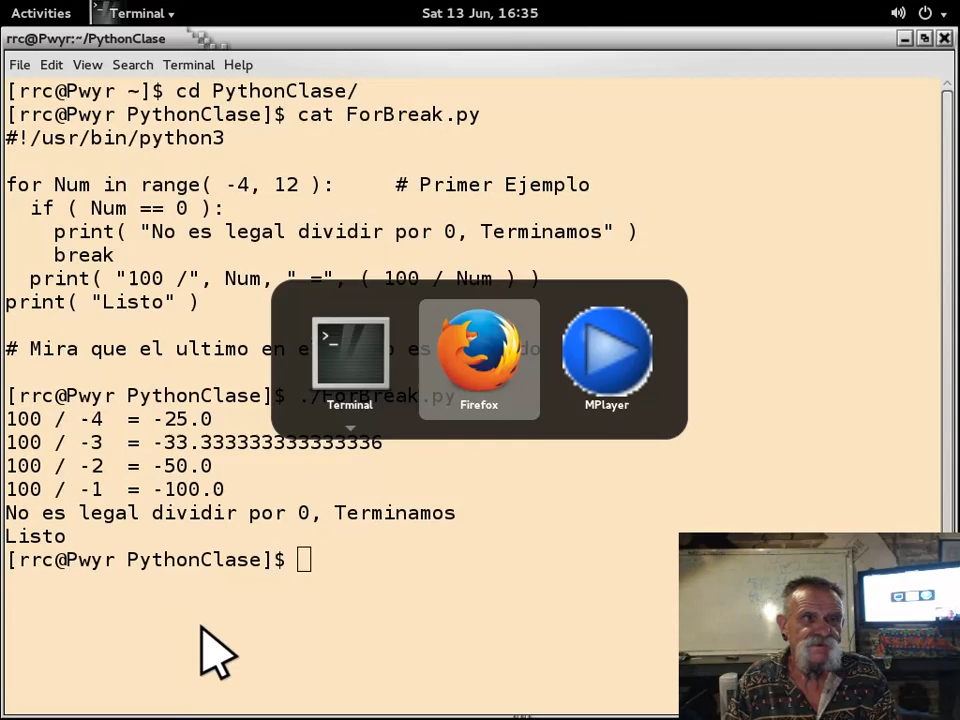 Activities Terminal Sat 13 Jun, 16:35
rrc@Pwyr:~/PythonClase
File Edit View Search Terminal Help
[rrc@Pwyr ~]$ cd PythonClase/
[rrc@Pwyr PythonClase]$ cat ForBreak.py
#!/usr/bin/python3
for Num in range( -4, 12 ): # Primer Ejemplo
if ( Num == 0 ):
print( "No es legal dividir por 0, Terminamos" )
break
print( "100 /", Num, " =", ( 100 / Num ) )
print( "Listo" )
# Mira que el ultimo en
[rrc@Pwyr PythonClase]$ ./ForBreak.py
Terminal Firefox MPlayer
100 / -4 = -25.0
100 / -3 = -33.333333333333336
100 / -2 = -50.0
100 / -1 = -100.0
No es legal dividir por 0, Terminamos
Listo
[rrc@Pwyr PythonClase]$